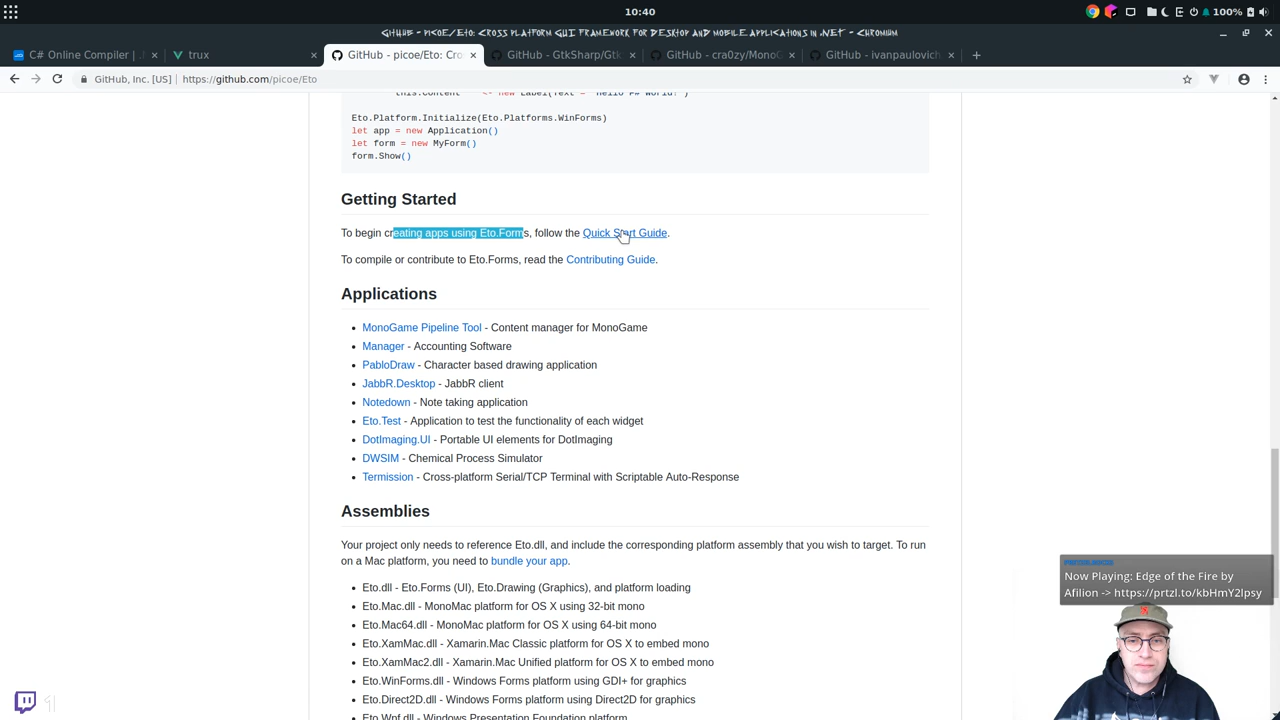 10:40
100%
GitHub - picoe/Eto: Cross platform GUI framework for desktop and mobile applications in .NET - Chromium
C# Online Compiler | .
trux
GitHub - picoe/Eto: Cro
GitHub - GtkSharp/Gtk
GitHub - cra0zy/MonoG
GitHub - ivanpaulovich
GitHub, Inc. [US]
https://github.com/picoe/Eto
this.Content <- new Label(Text = "Hello F# World!")
Eto.Platform.Initialize(Eto.Platforms.WinForms)
let app = new Application()
let form = new MyForm()
form.Show()
Getting Started
To begin creating apps using Eto.Forms, follow the Quick Start Guide.
To compile or contribute to Eto.Forms, read the Contributing Guide.
Applications
MonoGame Pipeline Tool - Content manager for MonoGame
Manager - Accounting Software
PabloDraw - Character based drawing application
JabbR.Desktop - JabbR client
Notedown - Note taking application
Eto.Test - Application to test the functionality of each widget
DotImaging.UI - Portable UI elements for DotImaging
DWSIM - Chemical Process Simulator
Termission - Cross-platform Serial/TCP Terminal with Scriptable Auto-Response
Assemblies
Your project only needs to reference Eto.dll, and include the corresponding platform assembly that you wish to target. To run
on a Mac platform, you need to bundle your app.
Eto.dll - Eto.Forms (UI), Eto.Drawing (Graphics), and platform loading
Eto.Mac.dll - MonoMac platform for OS X using 32-bit mono
Eto.Mac64.dll - MonoMac platform for OS X using 64-bit mono
Eto.XamMac.dll - Xamarin.Mac Classic platform for OS X to embed mono
Eto.XamMac2.dll - Xamarin.Mac Unified platform for OS X to embed mono
Eto.WinForms.dll - Windows Forms platform using GDI+ for graphics
Eto.Direct2D.dll - Windows Forms platform using Direct2D for graphics
Eto.Wpf.dll - Windows Presentation Foundation platform
Now Playing: Edge of the Fire by
Afilion -> https://prtzl.to/kbHmY2lpsy
1